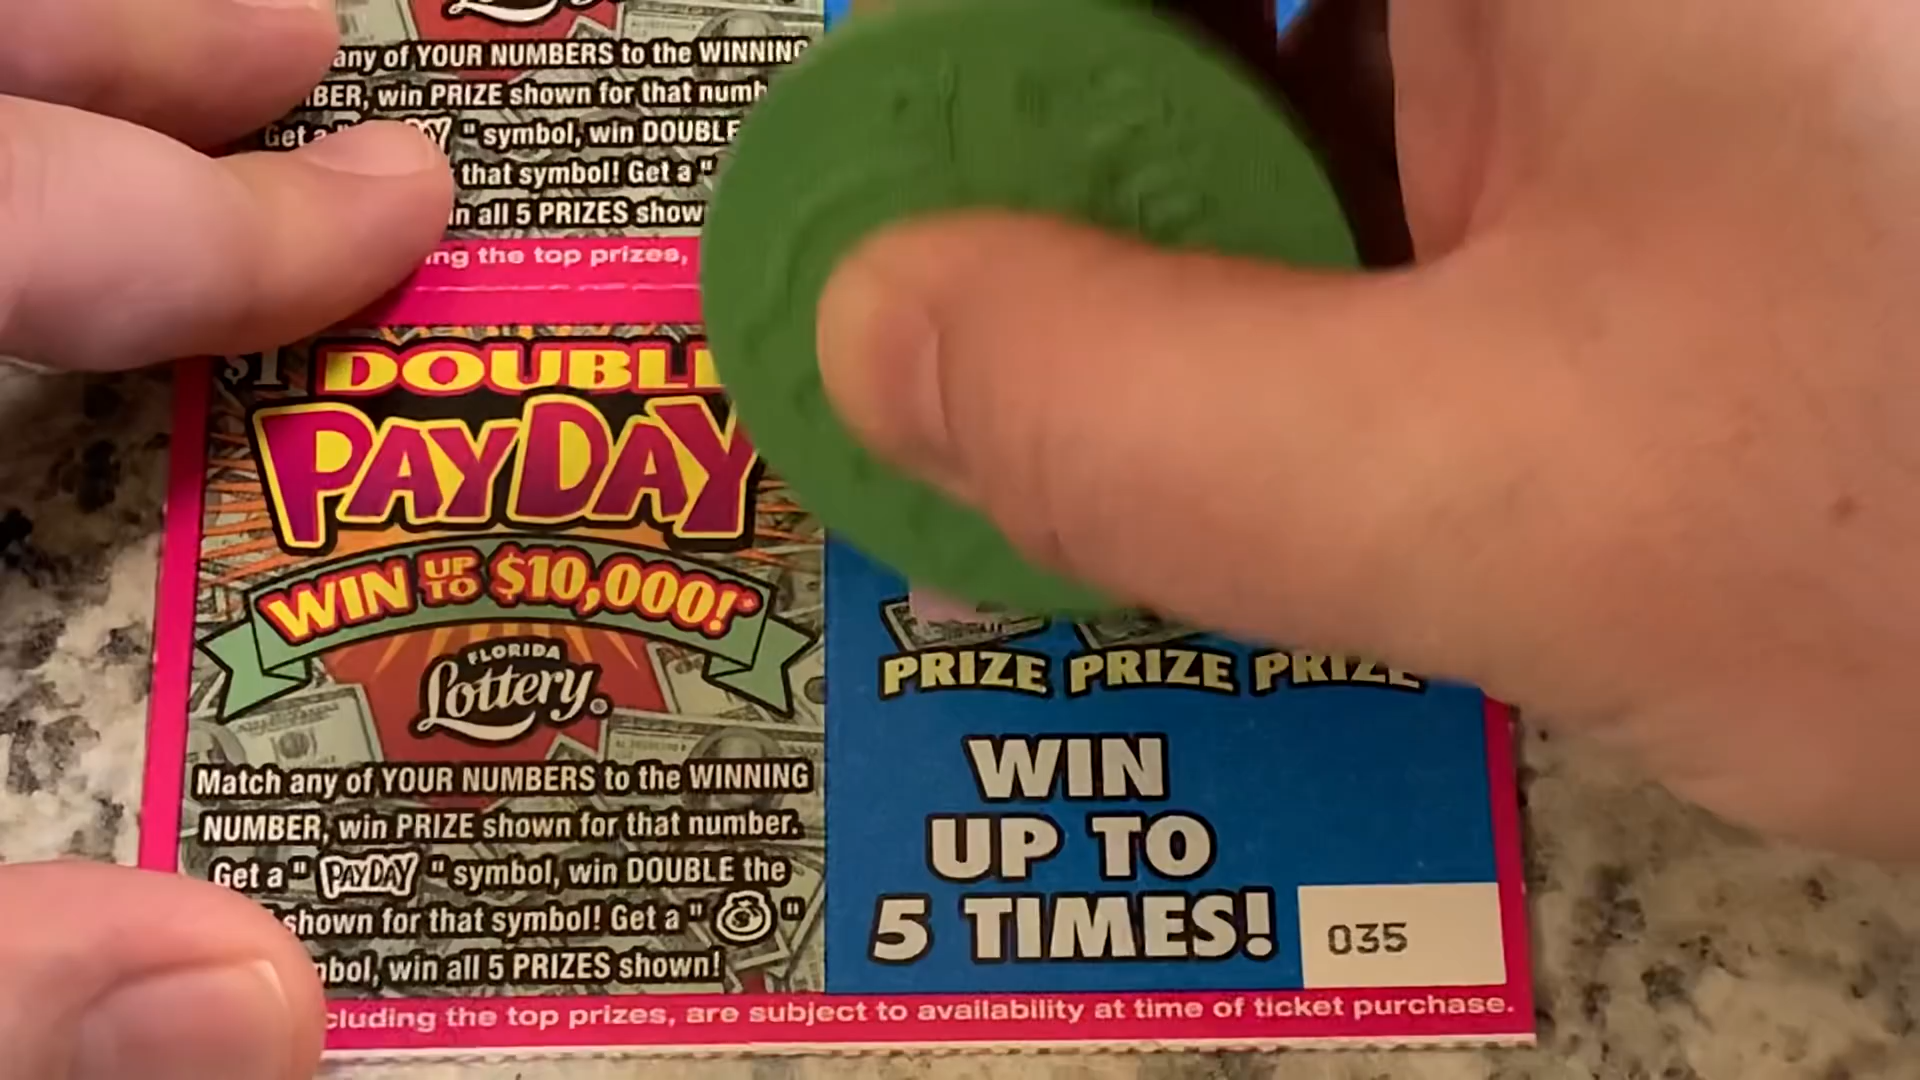 any of YOUR NUMBERS to the WINNING
BER, win PRIZE shown for that numb
Get a " " symbol, win DOUBLE
that symbol! Get a "
in all 5 PRIZES show
ing the top prizes,
$1 DOUBLE
PAYDAY
WIN UP TO $10,000!*
FLORIDA
Lottery®
Match any of YOUR NUMBERS to the WINNING
NUMBER, win PRIZE shown for that number.
Get a " PAYDAY " symbol, win DOUBLE the
shown for that symbol! Get a " "
bol, win all 5 PRIZES shown!
cluding the top prizes, are subject to availability at time of ticket purchase.
PRIZE PRIZE PRIZE
WIN
UP TO
5 TIMES!
035